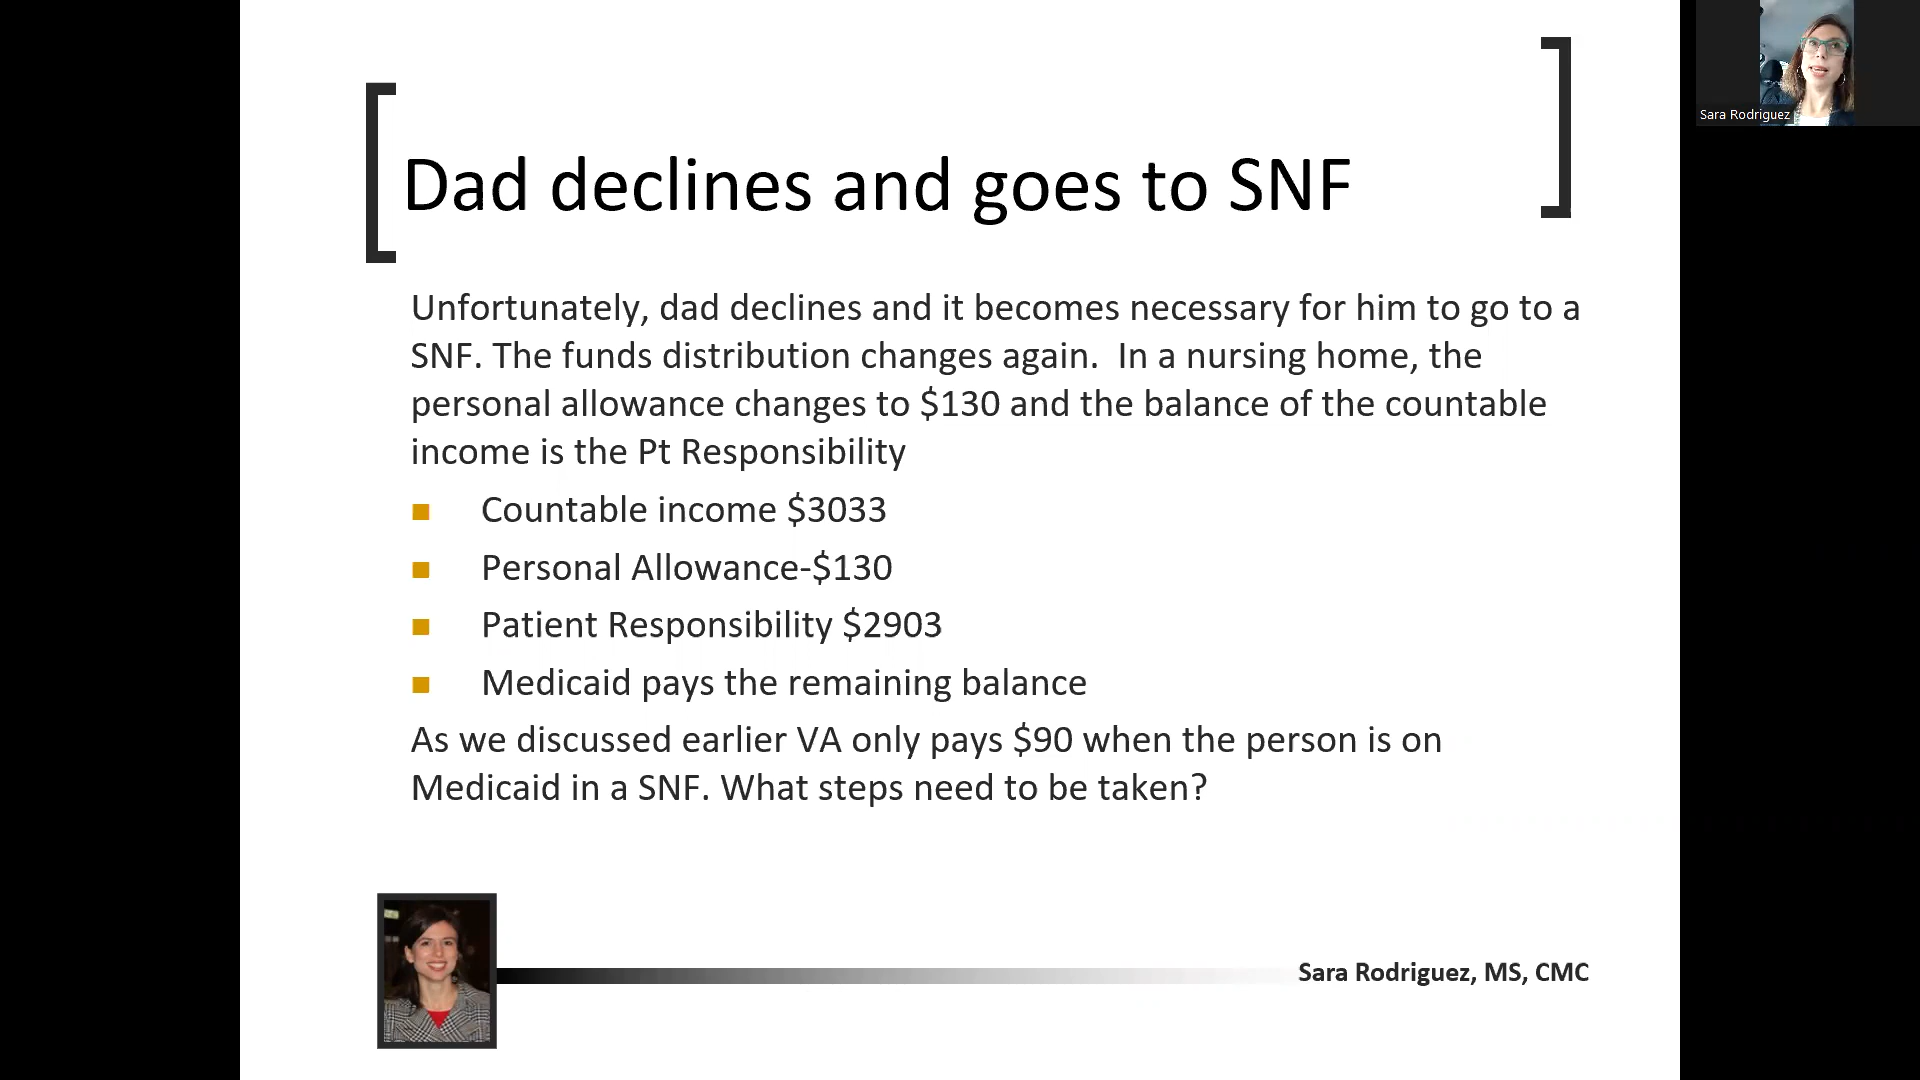 Sara Rodriguez
Dad declines and goes to SNF
Unfortunately, dad declines and it becomes necessary for him to go to a
SNF. The funds distribution changes again.  In a nursing home, the
personal allowance changes to $130 and the balance of the countable
income is the Pt Responsibility
■ Countable income $3033
■ Personal Allowance-$130
■ Patient Responsibility $2903
■ Medicaid pays the remaining balance
As we discussed earlier VA only pays $90 when the person is on
Medicaid in a SNF. What steps need to be taken?
Sara Rodriguez, MS, CMC